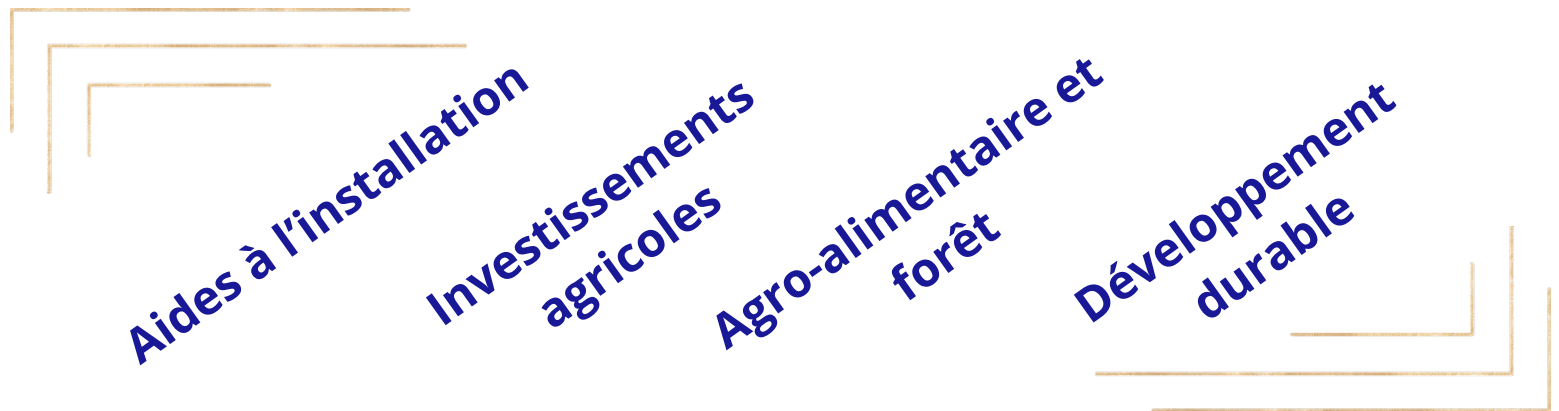 Aides à l’installation
Investissements
agricoles
Agro-alimentaire et
forêt
Développement
durable